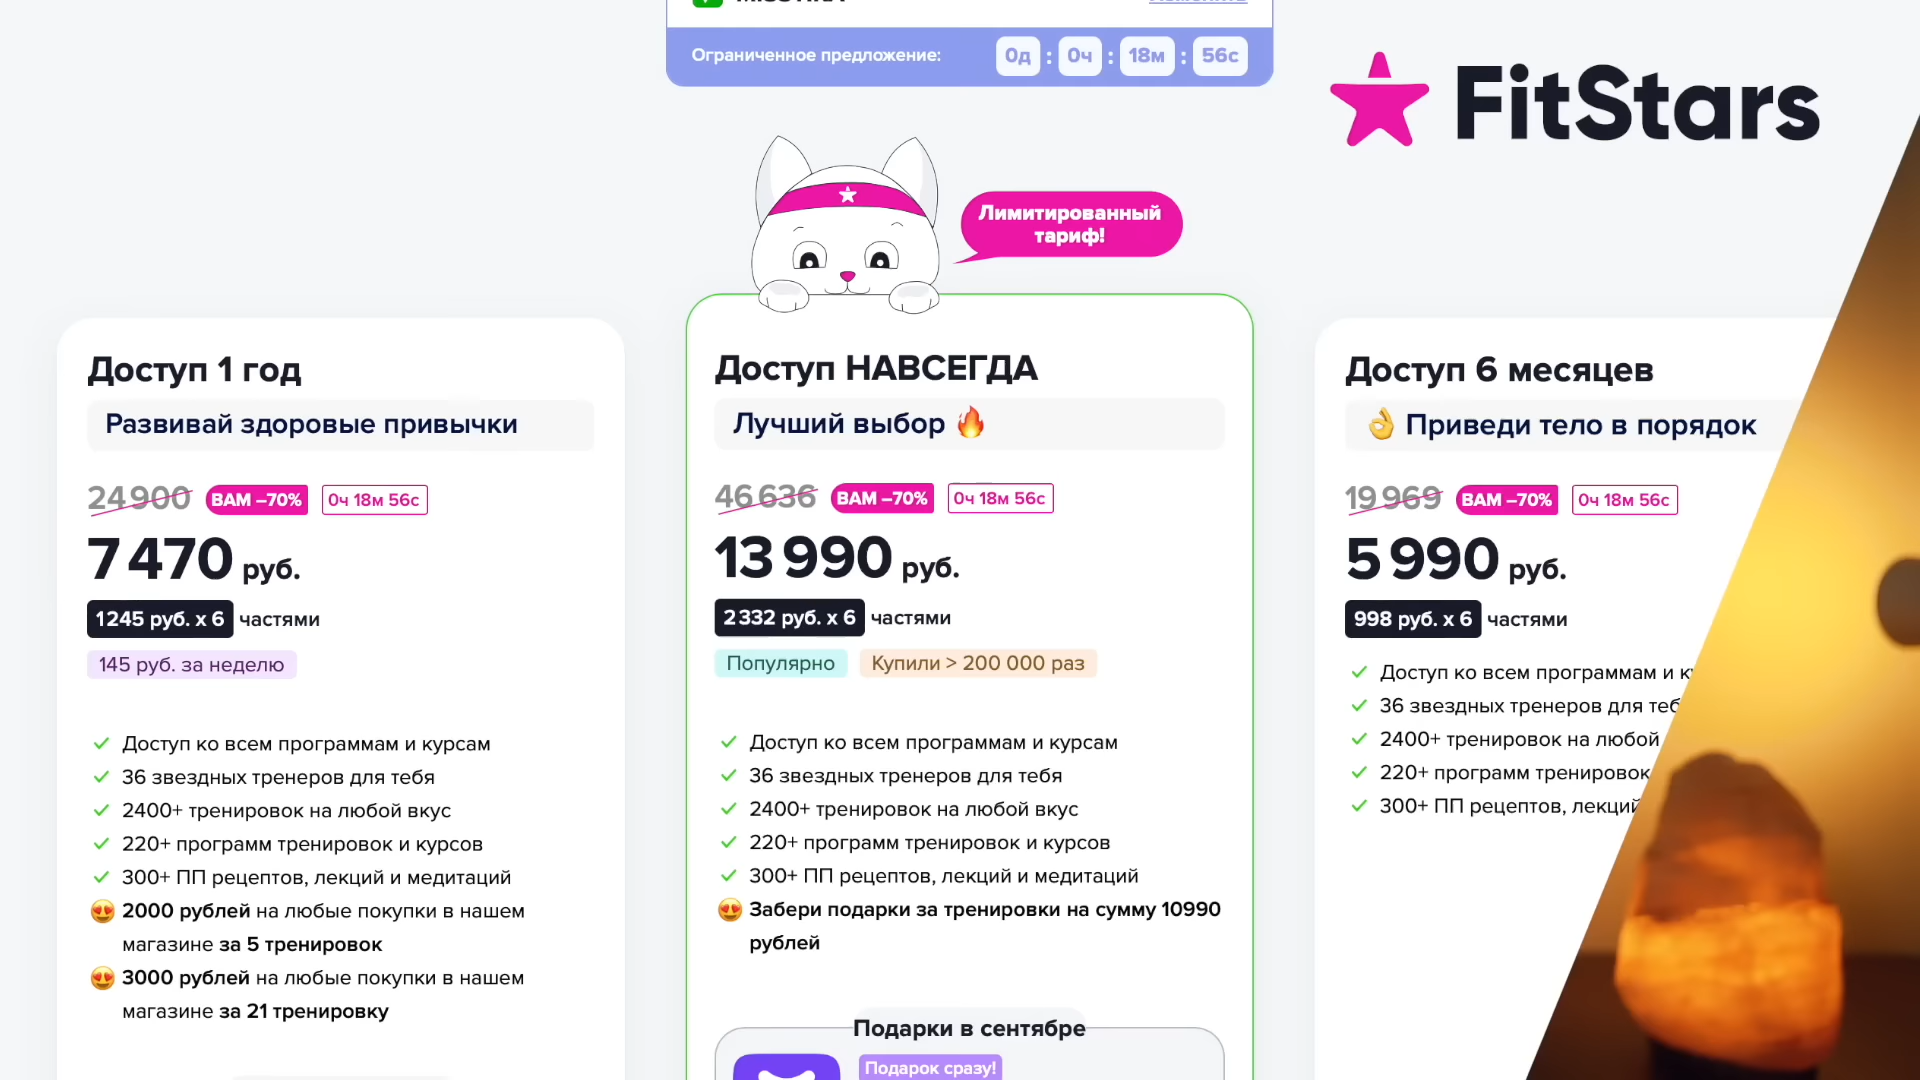 Ограниченное предложение:
0д : 0ч : 18м : 56с
FitStars
Лимитированный
тариф!
Доступ 1 год
Развивай здоровые привычки
24 900 ВАМ –70% 0ч 18м 56с
7 470 руб.
1 245 руб. x 6 частями
145 руб. за неделю
Доступ ко всем программам и курсам
36 звездных тренеров для тебя
2400+ тренировок на любой вкус
220+ программ тренировок и курсов
300+ ПП рецептов, лекций и медитаций
2000 рублей на любые покупки в нашем
магазине за 5 тренировок
3000 рублей на любые покупки в нашем
магазине за 21 тренировку
Доступ НАВСЕГДА
Лучший выбор
46 636 ВАМ –70% 0ч 18м 56с
13 990 руб.
2 332 руб. x 6 частями
Популярно Купили > 200 000 раз
Доступ ко всем программам и курсам
36 звездных тренеров для тебя
2400+ тренировок на любой вкус
220+ программ тренировок и курсов
300+ ПП рецептов, лекций и медитаций
Забери подарки за тренировки на сумму 10990
рублей
Подарки в сентябре
Подарок сразу!
Доступ 6 месяцев
Приведи тело в порядок
19 969 ВАМ –70% 0ч 18м 56с
5 990 руб.
998 руб. x 6 частями
Доступ ко всем программам и
36 звездных тренеров для
2400+ тренировок на любой
220+ программ тренировок
300+ ПП рецептов, лекций